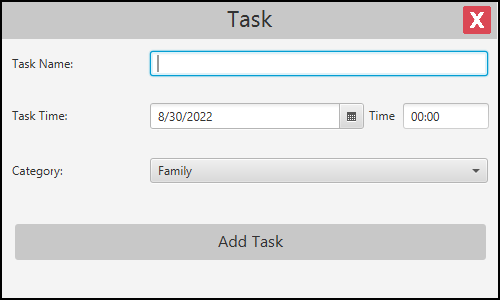 Task
X
Task Name:
Task Time: 8/30/2022 Time 00:00
Category: Family
Add Task